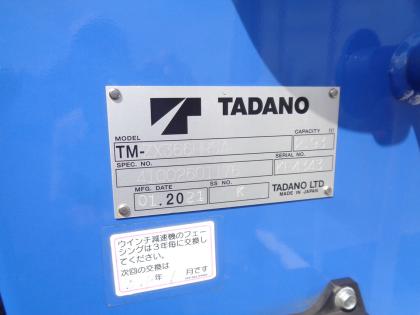 TADANO
MODEL
CAPACITY
TM-ZX366HRSA
SPEC. NO.
SERIAL NO.
MFG. DATE
SS NO.
01.2021
K
TADANO LTD
MADE IN JAPAN
ウインチ減速機のフェー
シングは3年毎に交換し
てください。
次回の交換は
年
月です